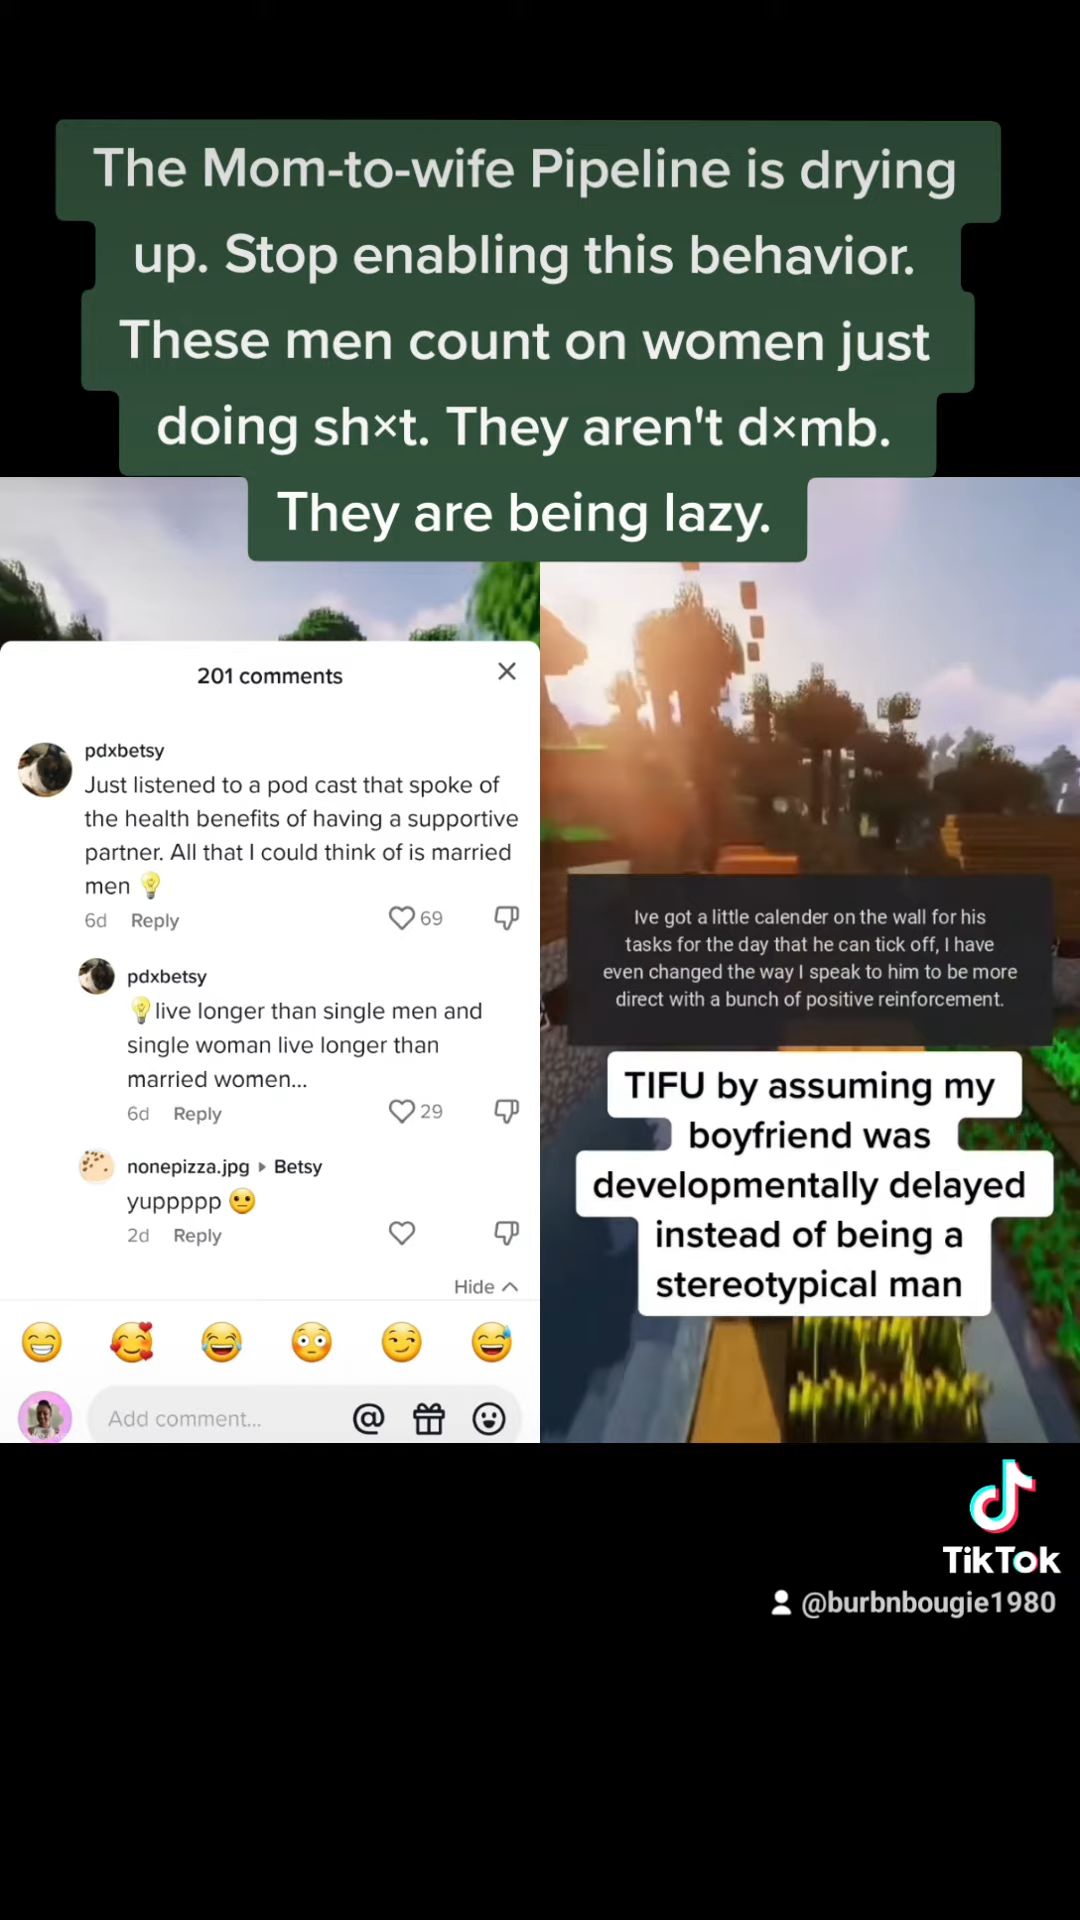 The Mom-to-wife Pipeline is drying
up. Stop enabling this behavior.
These men count on women just
doing sh×t. They aren't d×mb.
They are being lazy.
201 comments
pdxbetsy
Just listened to a pod cast that spoke of
the health benefits of having a supportive
partner. All that I could think of is married
men 💡
6d Reply 69
pdxbetsy
💡live longer than single men and
single woman live longer than
married women...
6d Reply 29
nonepizza.jpg ▸ Betsy
yuppppp 😐
2d Reply
Hide
Add comment...
Ive got a little calender on the wall for his
tasks for the day that he can tick off, I have
even changed the way I speak to him to be more
direct with a bunch of positive reinforcement.
TIFU by assuming my
boyfriend was
developmentally delayed
instead of being a
stereotypical man
TikTok
@burbnbougie1980